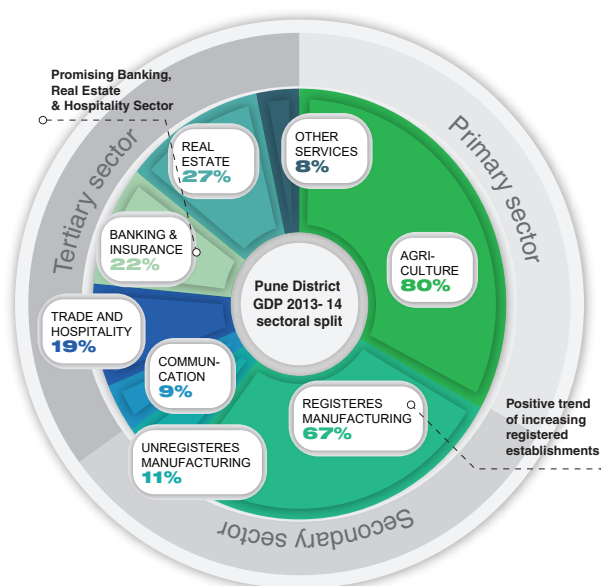 Promising Banking,
Real Estate
& Hospitality Sector
Tertiary sector
Primary sector
Secondary sector
REAL
ESTATE
27%
OTHER
SERVICES
8%
BANKING &
INSURANCE
22%
AGRI-
CULTURE
80%
Pune District
GDP 2013- 14
sectoral split
TRADE AND
HOSPITALITY
19%
COMMUN-
CATION
9%
REGISTERES
MANUFACTURING
67%
UNREGISTERES
MANUFACTURING
11%
Positive trend
of increasing
registered
establishments